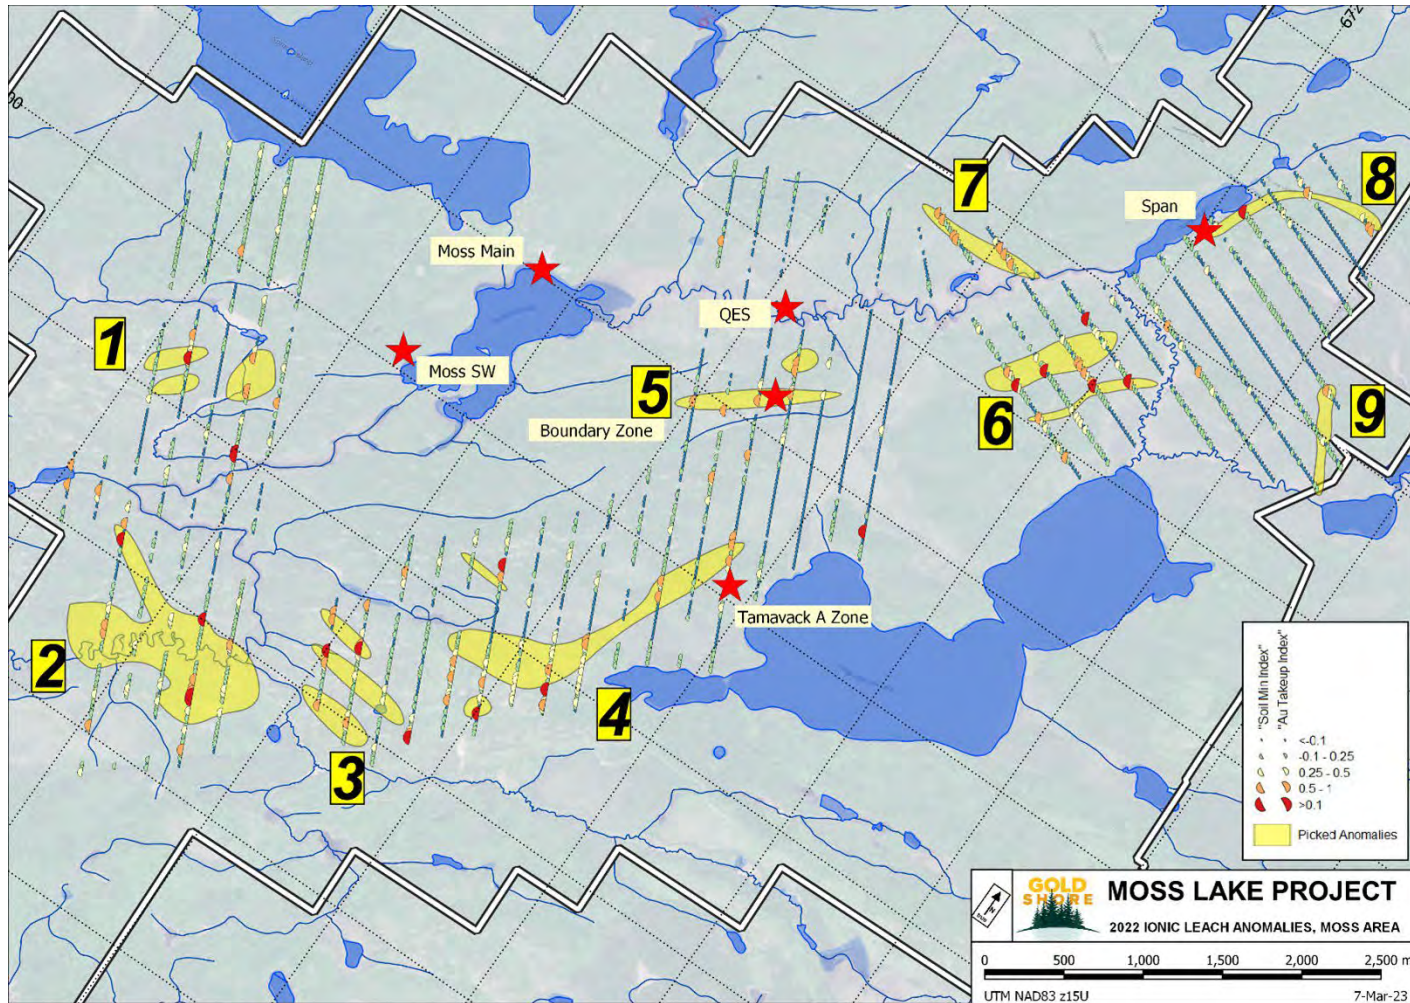 672
00
7
8
Span
Moss Main
QES
1
Moss SW
5
Boundary Zone
6
9
Tamavack A Zone
2
4
3
"Soil Min Index"
"Au Takeup Index"
<-0.1
-0.1 - 0.25
0.25 - 0.5
0.5 - 1
>0.1
Picked Anomalies
N
GOLD
SHORE
MOSS LAKE PROJECT
2022 IONIC LEACH ANOMALIES, MOSS AREA
0 500 1,000 1,500 2,000 2,500 m
UTM NAD83 z15U
7-Mar-23